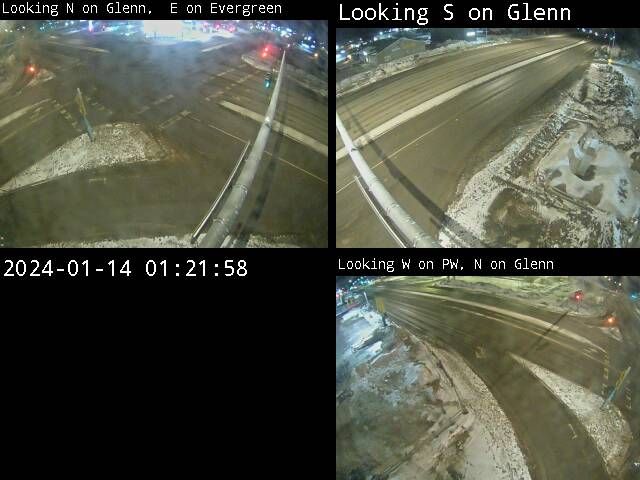 Looking N on Glenn,  E on Evergreen
Looking S on Glenn
2024-01-14 01:21:58
Looking W on PW, N on Glenn